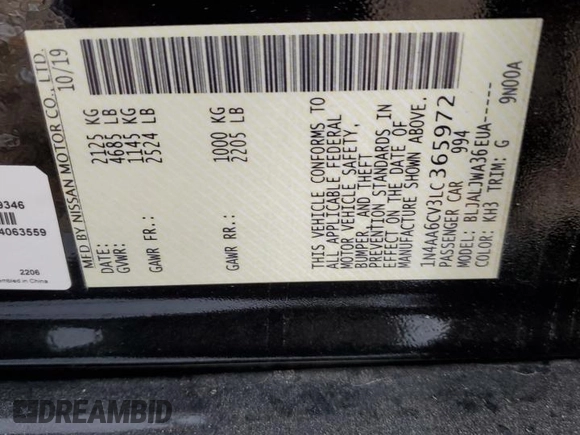 MFD BY NISSAN MOTOR CO., LTD.
DATE: 10/19
GVWR: 2125 KG
4685 LB
GAWR FR: 1145 KG
2524 LB
GAWR RR: 1000 KG
2205 LB
THIS VEHICLE CONFORMS TO
ALL APPLICABLE FEDERAL
MOTOR VEHICLE SAFETY,
BUMPER, AND THEFT
PREVENTION STANDARDS IN
EFFECT ON THE DATE OF
MANUFACTURE SHOWN ABOVE.
1N4AA6CV3LC365972
PASSENGER CAR 994
MODEL: BLJALJWA36EUA-----
COLOR: KH3 TRIM: G 9N00A
9346
4063559
2206
in China
DREAMBID